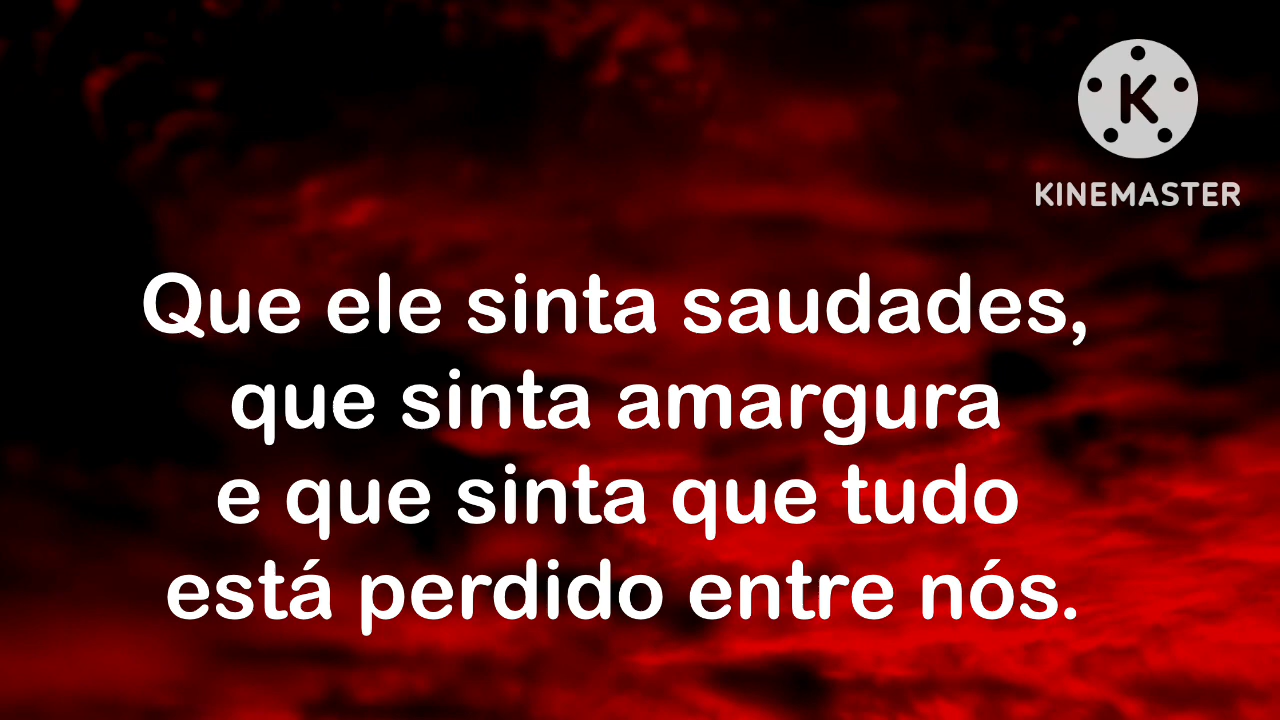 K
KINEMASTER
Que ele sinta saudades,
que sinta amargura
e que sinta que tudo
está perdido entre nós.